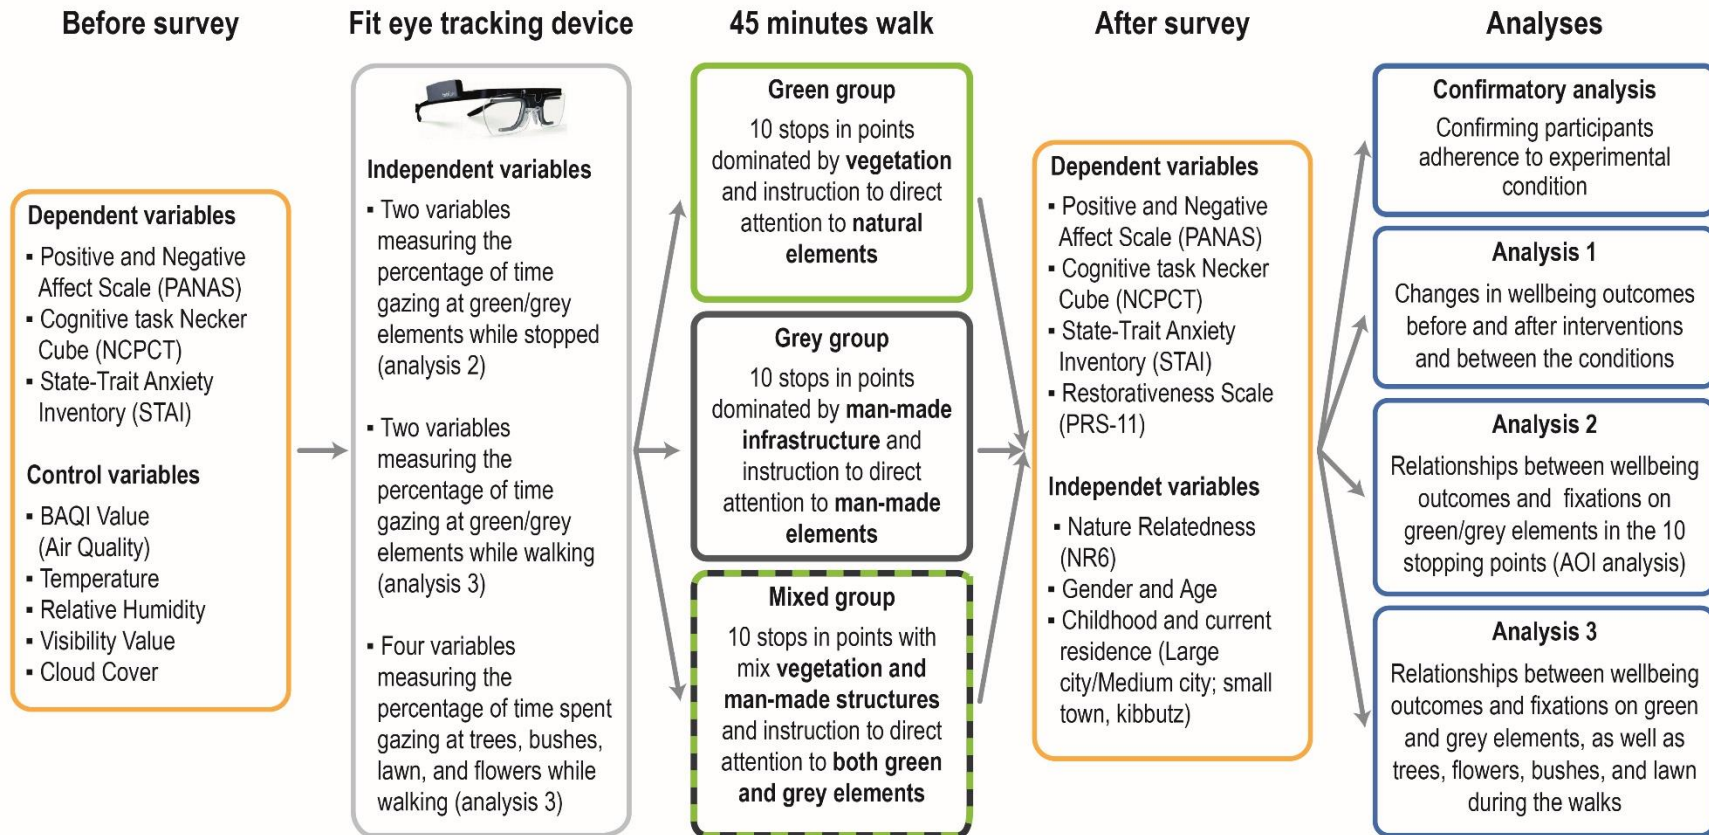 Before survey
Dependent variables
▪ Positive and Negative
Affect Scale (PANAS)
▪ Cognitive task Necker
Cube (NCPCT)
▪ State-Trait Anxiety
Inventory (STAI)
Control variables
▪ BAQI Value
(Air Quality)
▪ Temperature
▪ Relative Humidity
▪ Visibility Value
▪ Cloud Cover
Fit eye tracking device
Independent variables
▪ Two variables
measuring the
percentage of time
gazing at green/grey
elements while stopped
(analysis 2)
▪ Two variables
measuring the
percentage of time
gazing at green/grey
elements while walking
(analysis 3)
▪ Four variables
measuring the
percentage of time spent
gazing at trees, bushes,
lawn, and flowers while
walking (analysis 3)
45 minutes walk
Green group
10 stops in points
dominated by vegetation
and instruction to direct
attention to natural
elements
Grey group
10 stops in points
dominated by man-made
infrastructure and
instruction to direct
attention to man-made
elements
Mixed group
10 stops in points with
mix vegetation and
man-made structures
and instruction to direct
attention to both green
and grey elements
After survey
Dependent variables
▪ Positive and Negative
Affect Scale (PANAS)
▪ Cognitive task Necker
Cube (NCPCT)
▪ State-Trait Anxiety
Inventory (STAI)
▪ Restorativeness Scale
(PRS-11)
Independet variables
▪ Nature Relatedness
(NR6)
▪ Gender and Age
▪ Childhood and current
residence (Large
city/Medium city; small
town, kibbutz)
Analyses
Confirmatory analysis
Confirming participants
adherence to experimental
condition
Analysis 1
Changes in wellbeing outcomes
before and after interventions
and between the conditions
Analysis 2
Relationships between wellbeing
outcomes and fixations on
green/grey elements in the 10
stopping points (AOI analysis)
Analysis 3
Relationships between wellbeing
outcomes and fixations on green
and grey elements, as well as
trees, flowers, bushes, and lawn
during the walks